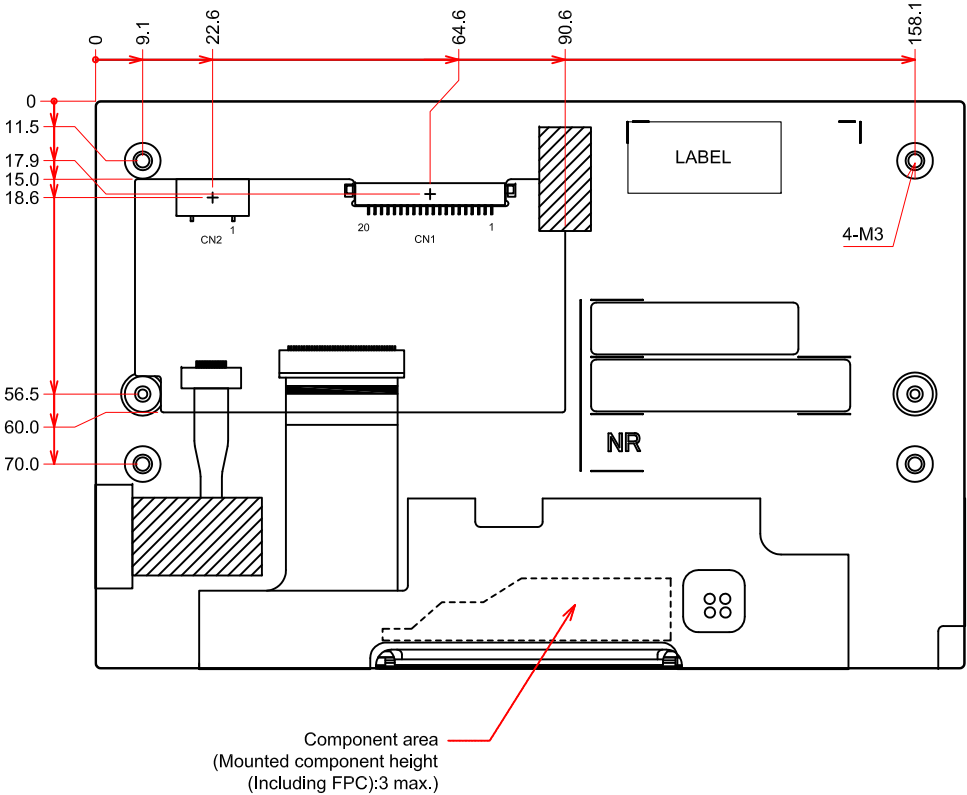 0
9.1
22.6
64.6
90.6
158.1
0
11.5
17.9
15.0
18.6
56.5
60.0
70.0
LABEL
4-M3
1
CN2
20
CN1
1
NR
Component area
(Mounted component height
(Including FPC):3 max.)